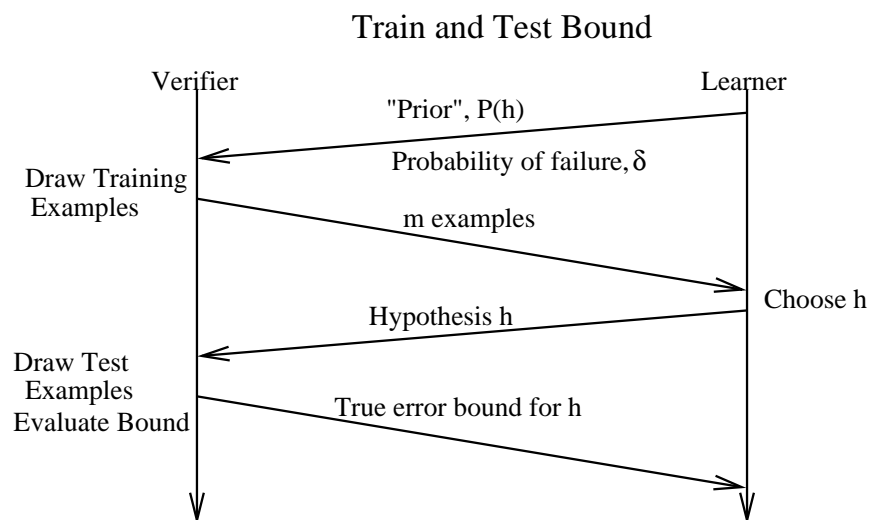 Train and Test Bound
Verifier
Learner
"Prior", P(h)
Probability of failure, δ
Draw Training
Examples
m examples
Choose h
Hypothesis h
Draw Test
Examples
Evaluate Bound
True error bound for h